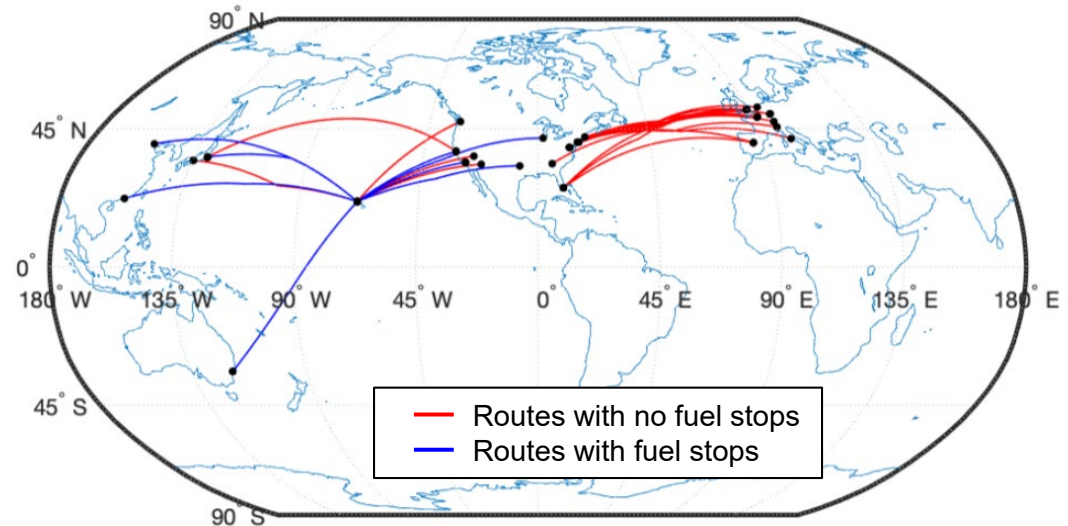 90° N
45° N
0°
180° W 135° W 90° W 45° W 0° 45° E 90° E 135° E 180° E
45° S
Routes with no fuel stops
Routes with fuel stops
90° S